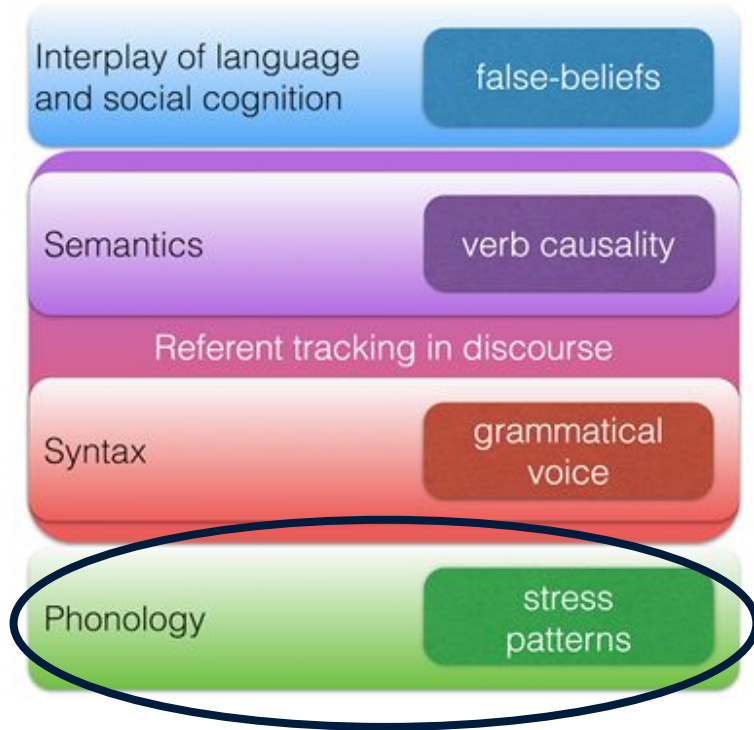 Interplay of language
and social cognition
false-beliefs
Semantics
verb causality
Referent tracking in discourse
Syntax
grammatical
voice
Phonology
stress
patterns